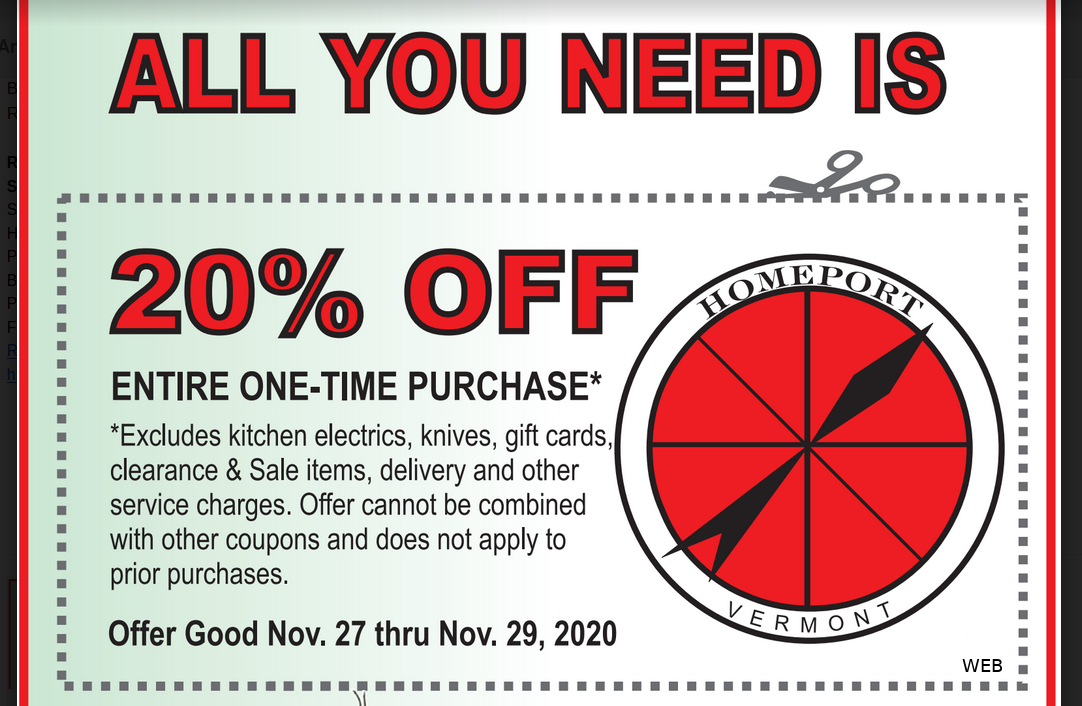 ALL YOU NEED IS
20% OFF
ENTIRE ONE-TIME PURCHASE*
*Excludes kitchen electrics, knives, gift cards,
clearance & Sale items, delivery and other
service charges. Offer cannot be combined
with other coupons and does not apply to
prior purchases.
Offer Good Nov. 27 thru Nov. 29, 2020
HOMEPORT
VERMONT
WEB